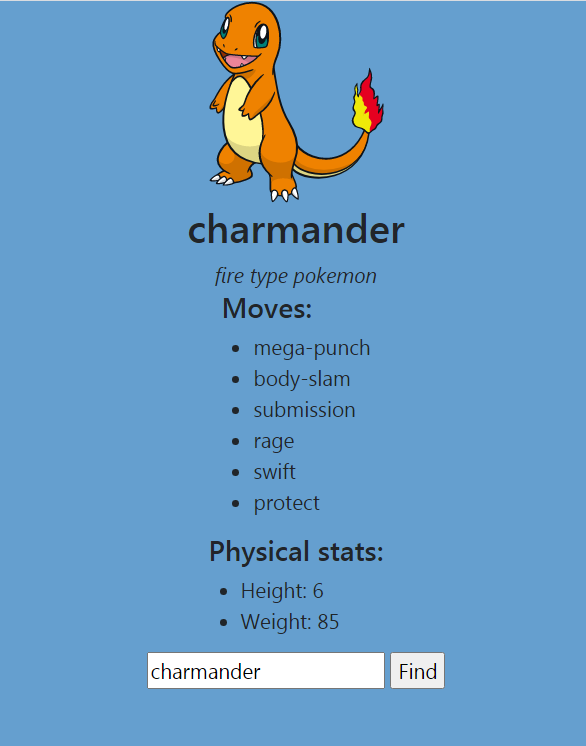 charmander
fire type pokemon
Moves:
mega-punch
body-slam
submission
rage
swift
protect
Physical stats:
Height: 6
Weight: 85
charmander Find